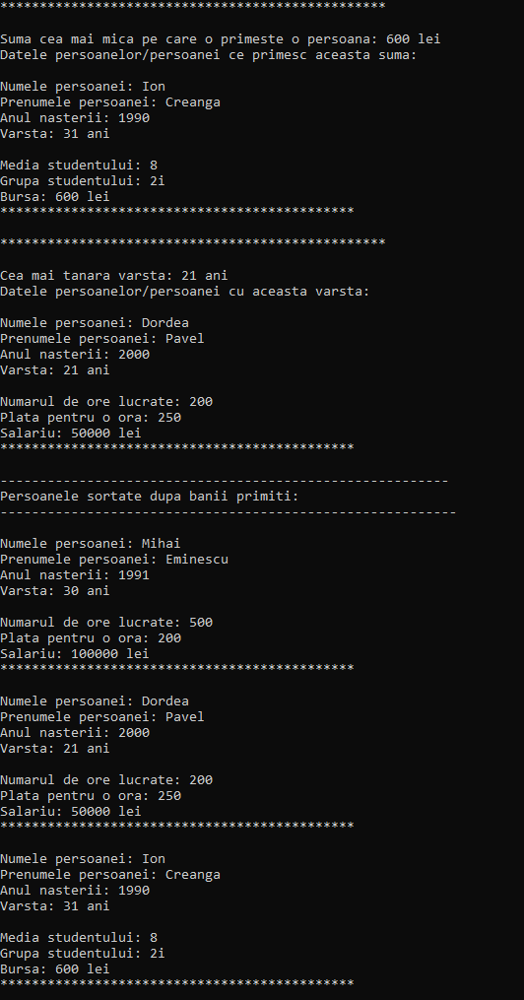 *************************************************
Suma cea mai mica pe care o primeste o persoana: 600 lei
Datele persoanelor/persoanei ce primesc aceasta suma:
Numele persoanei: Ion
Prenumele persoanei: Creanga
Anul nasterii: 1990
Varsta: 31 ani
Media studentului: 8
Grupa studentului: 2i
Bursa: 600 lei
*********************************************
*************************************************
Cea mai tanara varsta: 21 ani
Datele persoanelor/persoanei cu aceasta varsta:
Numele persoanei: Dordea
Prenumele persoanei: Pavel
Anul nasterii: 2000
Varsta: 21 ani
Numarul de ore lucrate: 200
Plata pentru o ora: 250
Salariu: 50000 lei
*********************************************
---------------------------------------------------------
Persoanele sortate dupa banii primiti:
----------------------------------------------------------
Numele persoanei: Mihai
Prenumele persoanei: Eminescu
Anul nasterii: 1991
Varsta: 30 ani
Numarul de ore lucrate: 500
Plata pentru o ora: 200
Salariu: 100000 lei
*********************************************
Numele persoanei: Dordea
Prenumele persoanei: Pavel
Anul nasterii: 2000
Varsta: 21 ani
Numarul de ore lucrate: 200
Plata pentru o ora: 250
Salariu: 50000 lei
*********************************************
Numele persoanei: Ion
Prenumele persoanei: Creanga
Anul nasterii: 1990
Varsta: 31 ani
Media studentului: 8
Grupa studentului: 2i
Bursa: 600 lei
*********************************************